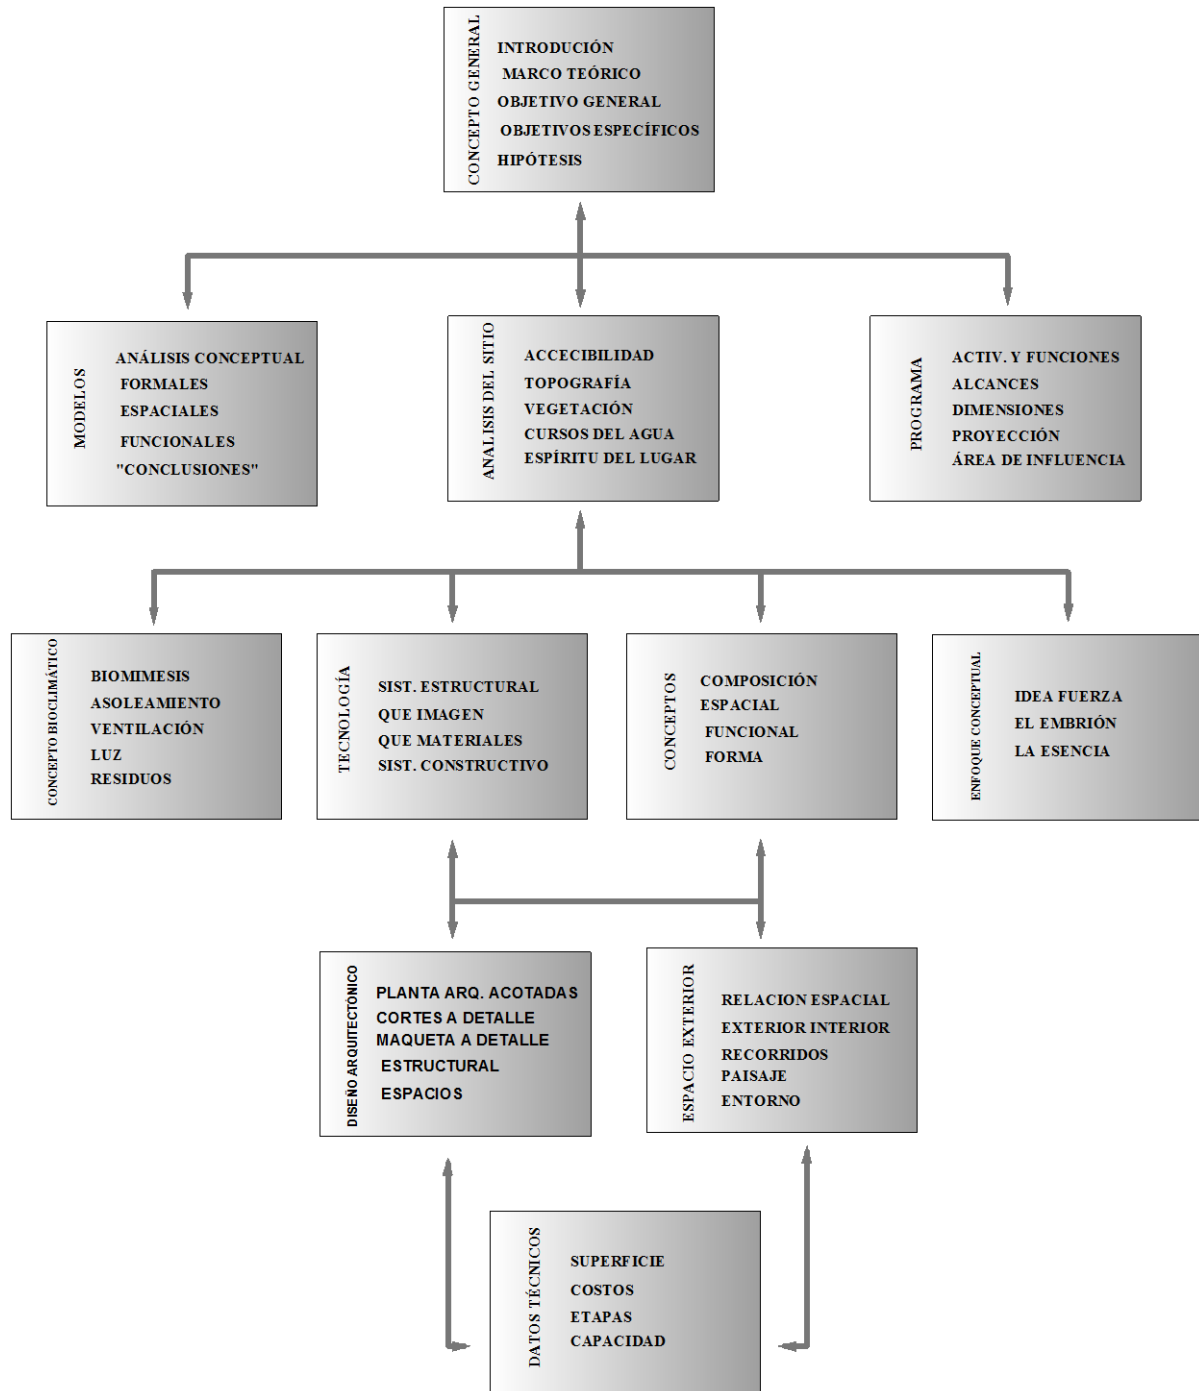 CONCEPTO GENERAL
INTRODUCIÓN
MARCO TEÓRICO
OBJETIVO GENERAL
OBJETIVOS ESPECÍFICOS
HIPÓTESIS
MODELOS
ANÁLISIS CONCEPTUAL
FORMALES
ESPACIALES
FUNCIONALES
"CONCLUSIONES"
ANALISIS DEL SITIO
ACCECIBILIDAD
TOPOGRAFÍA
VEGETACIÓN
CURSOS DEL AGUA
ESPÍRITU DEL LUGAR
PROGRAMA
ACTIV. Y FUNCIONES
ALCANCES
DIMENSIONES
PROYECCIÓN
ÁREA DE INFLUENCIA
CONCEPTO BIOCLIMÁTICO
BIOMIMESIS
ASOLEAMIENTO
VENTILACIÓN
LUZ
RESIDUOS
TECNOLOGÍA
SIST. ESTRUCTURAL
QUE IMAGEN
QUE MATERIALES
SIST. CONSTRUCTIVO
CONCEPTOS
COMPOSICIÓN
ESPACIAL
FUNCIONAL
FORMA
ENFOQUE CONCEPTUAL
IDEA FUERZA
EL EMBRIÓN
LA ESENCIA
DISEÑO ARQUITECTÓNICO
PLANTA ARQ. ACOTADAS
CORTES A DETALLE
MAQUETA A DETALLE
ESTRUCTURAL
ESPACIOS
ESPACIO EXTERIOR
RELACION ESPACIAL
EXTERIOR INTERIOR
RECORRIDOS
PAISAJE
ENTORNO
DATOS TÉCNICOS
SUPERFICIE
COSTOS
ETAPAS
CAPACIDAD